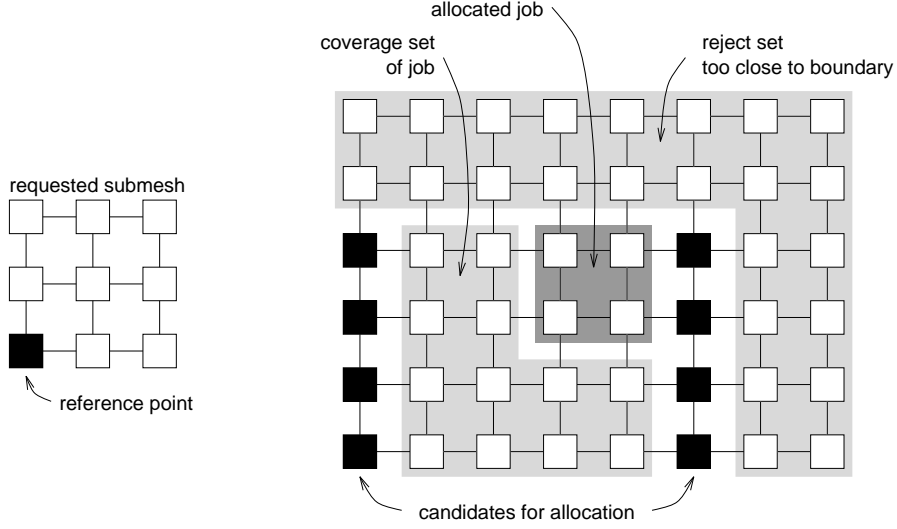 allocated job
coverage set
of job
reject set
too close to boundary
requested submesh
reference point
candidates for allocation